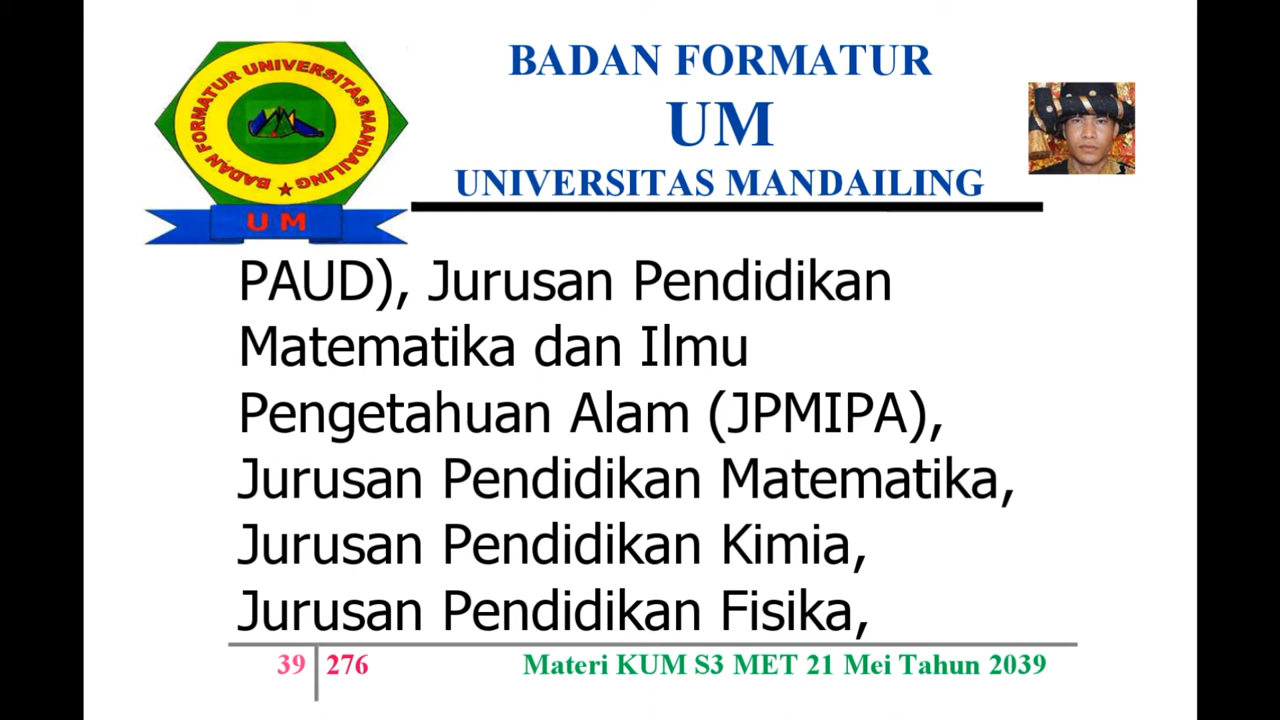 BADAN FORMATUR UNIVERSITAS MANDAILING
UM
BADAN FORMATUR
UM
UNIVERSITAS MANDAILING
PAUD), Jurusan Pendidikan
Matematika dan Ilmu
Pengetahuan Alam (JPMIPA),
Jurusan Pendidikan Matematika,
Jurusan Pendidikan Kimia,
Jurusan Pendidikan Fisika,
39 276 Materi KUM S3 MET 21 Mei Tahun 2039